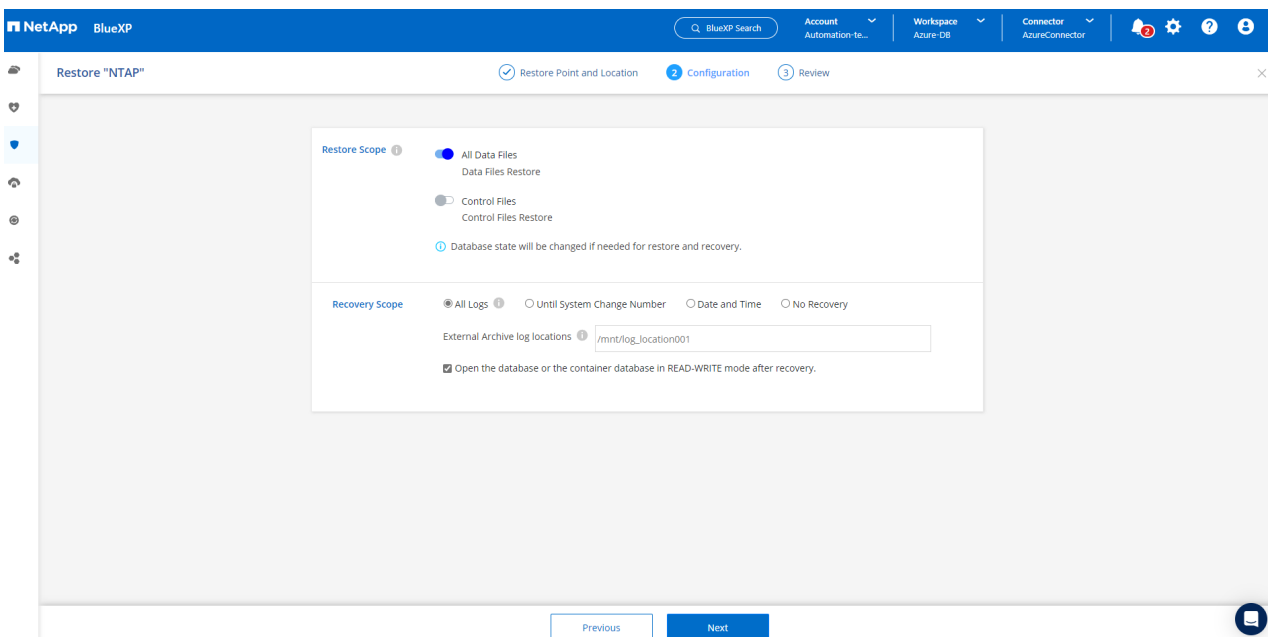 NetApp BlueXP BlueXP Search Account Workspace Connector
Automation-te... Azure-DB AzureConnector 2
Restore "NTAP" Restore Point and Location 2 Configuration 3 Review
Restore Scope All Data Files
Data Files Restore
Control Files
Control Files Restore
Database state will be changed if needed for restore and recovery.
Recovery Scope All Logs Until System Change Number Date and Time No Recovery
External Archive log locations /mnt/log_location001
Open the database or the container database in READ-WRITE mode after recovery.
Previous Next